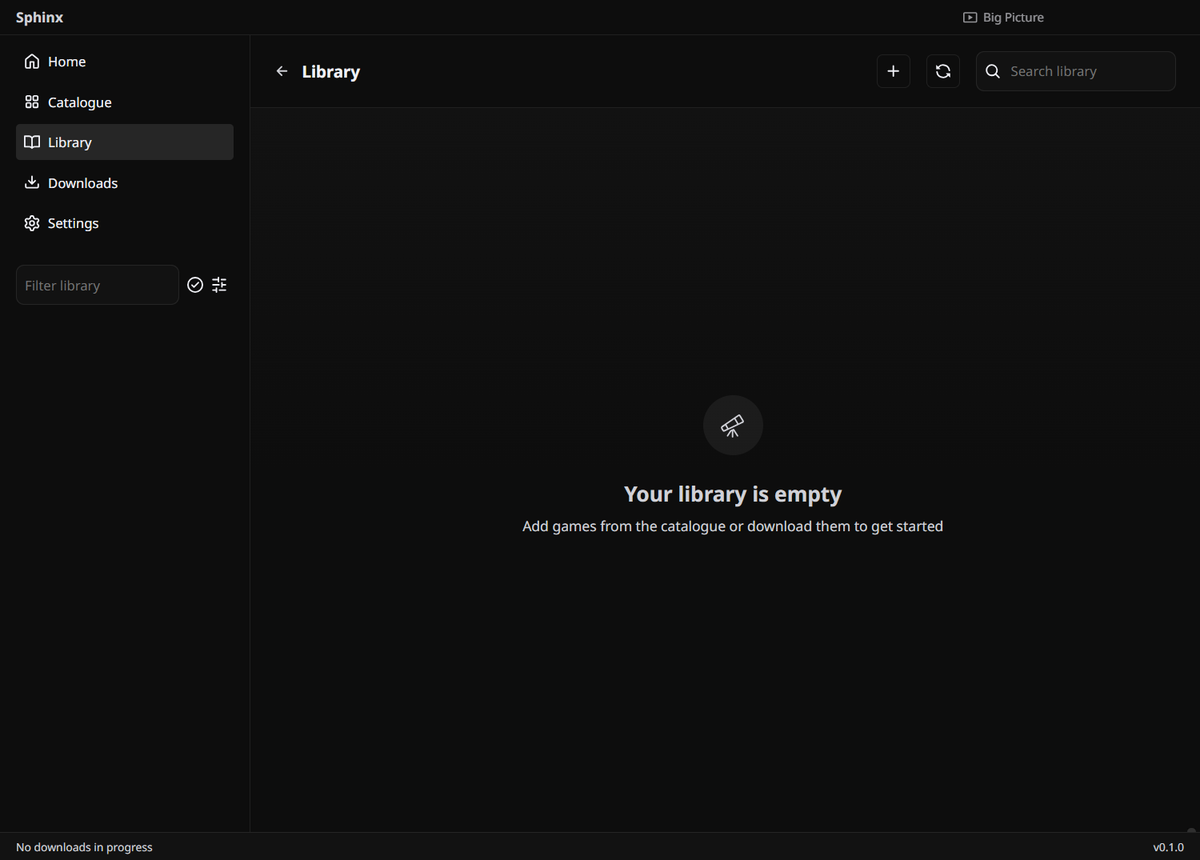 Sphinx
Big Picture
Home
Catalogue
Library
Downloads
Settings
Filter library
Library
Search library
Your library is empty
Add games from the catalogue or download them to get started
No downloads in progress
v0.1.0